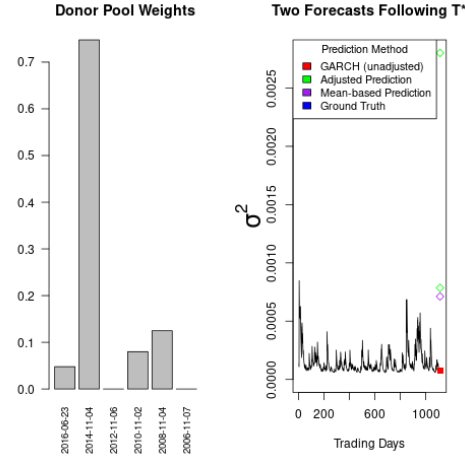 Donor Pool Weights
0.7
0.6
0.5
0.4
0.3
0.2
0.1
0.0
2016-06-23
2014-11-04
2012-11-06
2010-11-02
2008-11-04
2006-11-07
Two Forecasts Following T*
Prediction Method
GARCH (unadjusted)
Adjusted Prediction
Mean-based Prediction
Ground Truth
σ²
0.0025
0.0020
0.0015
0.0010
0.0005
0.0000
0 200 600 1000
Trading Days